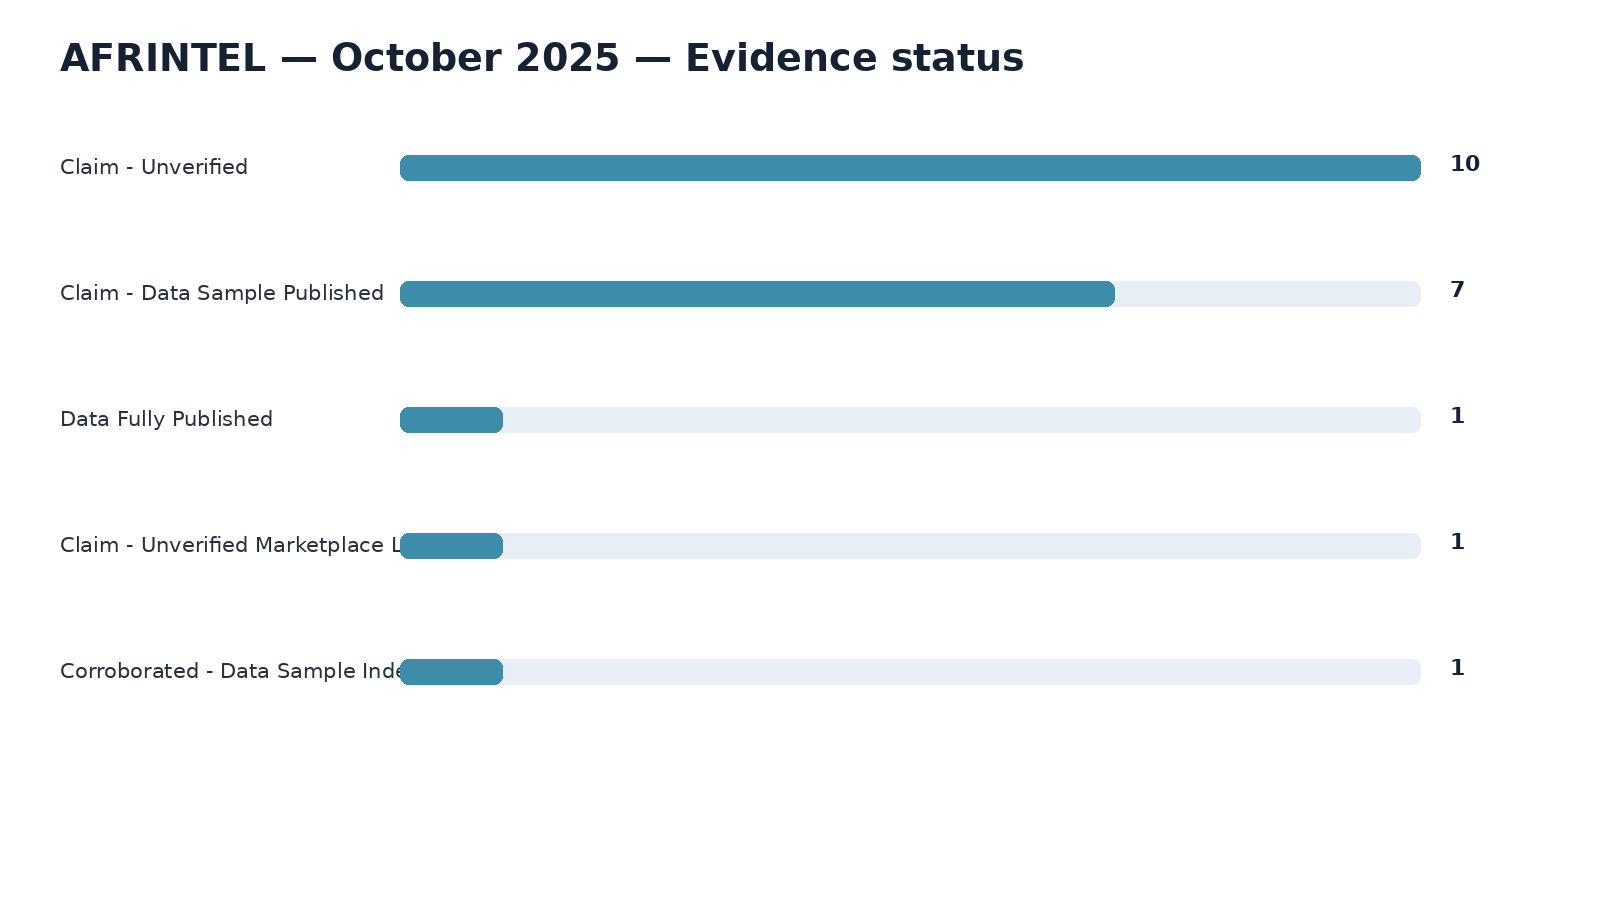 AFRINTEL — October 2025 — Evidence status
Claim - Unverified 10
Claim - Data Sample Published 7
Data Fully Published 1
Claim - Unverified Marketplace 1
Corroborated - Data Sample 1